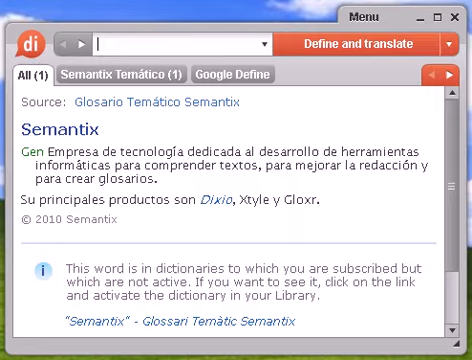 Menu
di
Define and translate
All (1)
Semantix Temático (1)
Google Define
Source: Glosario Temático Semantix
Semantix
Gen Empresa de tecnología dedicada al desarrollo de herramientas
informáticas para comprender textos, para mejorar la redacción y
para crear glosarios.
Su principales productos son Dixio, Xtyle y Gloxr.
© 2010 Semantix
i
This word is in dictionaries to which you are subscribed but
which are not active. If you want to see it, click on the link
and activate the dictionary in your Library.
"Semantix" - Glossari Temàtic Semantix